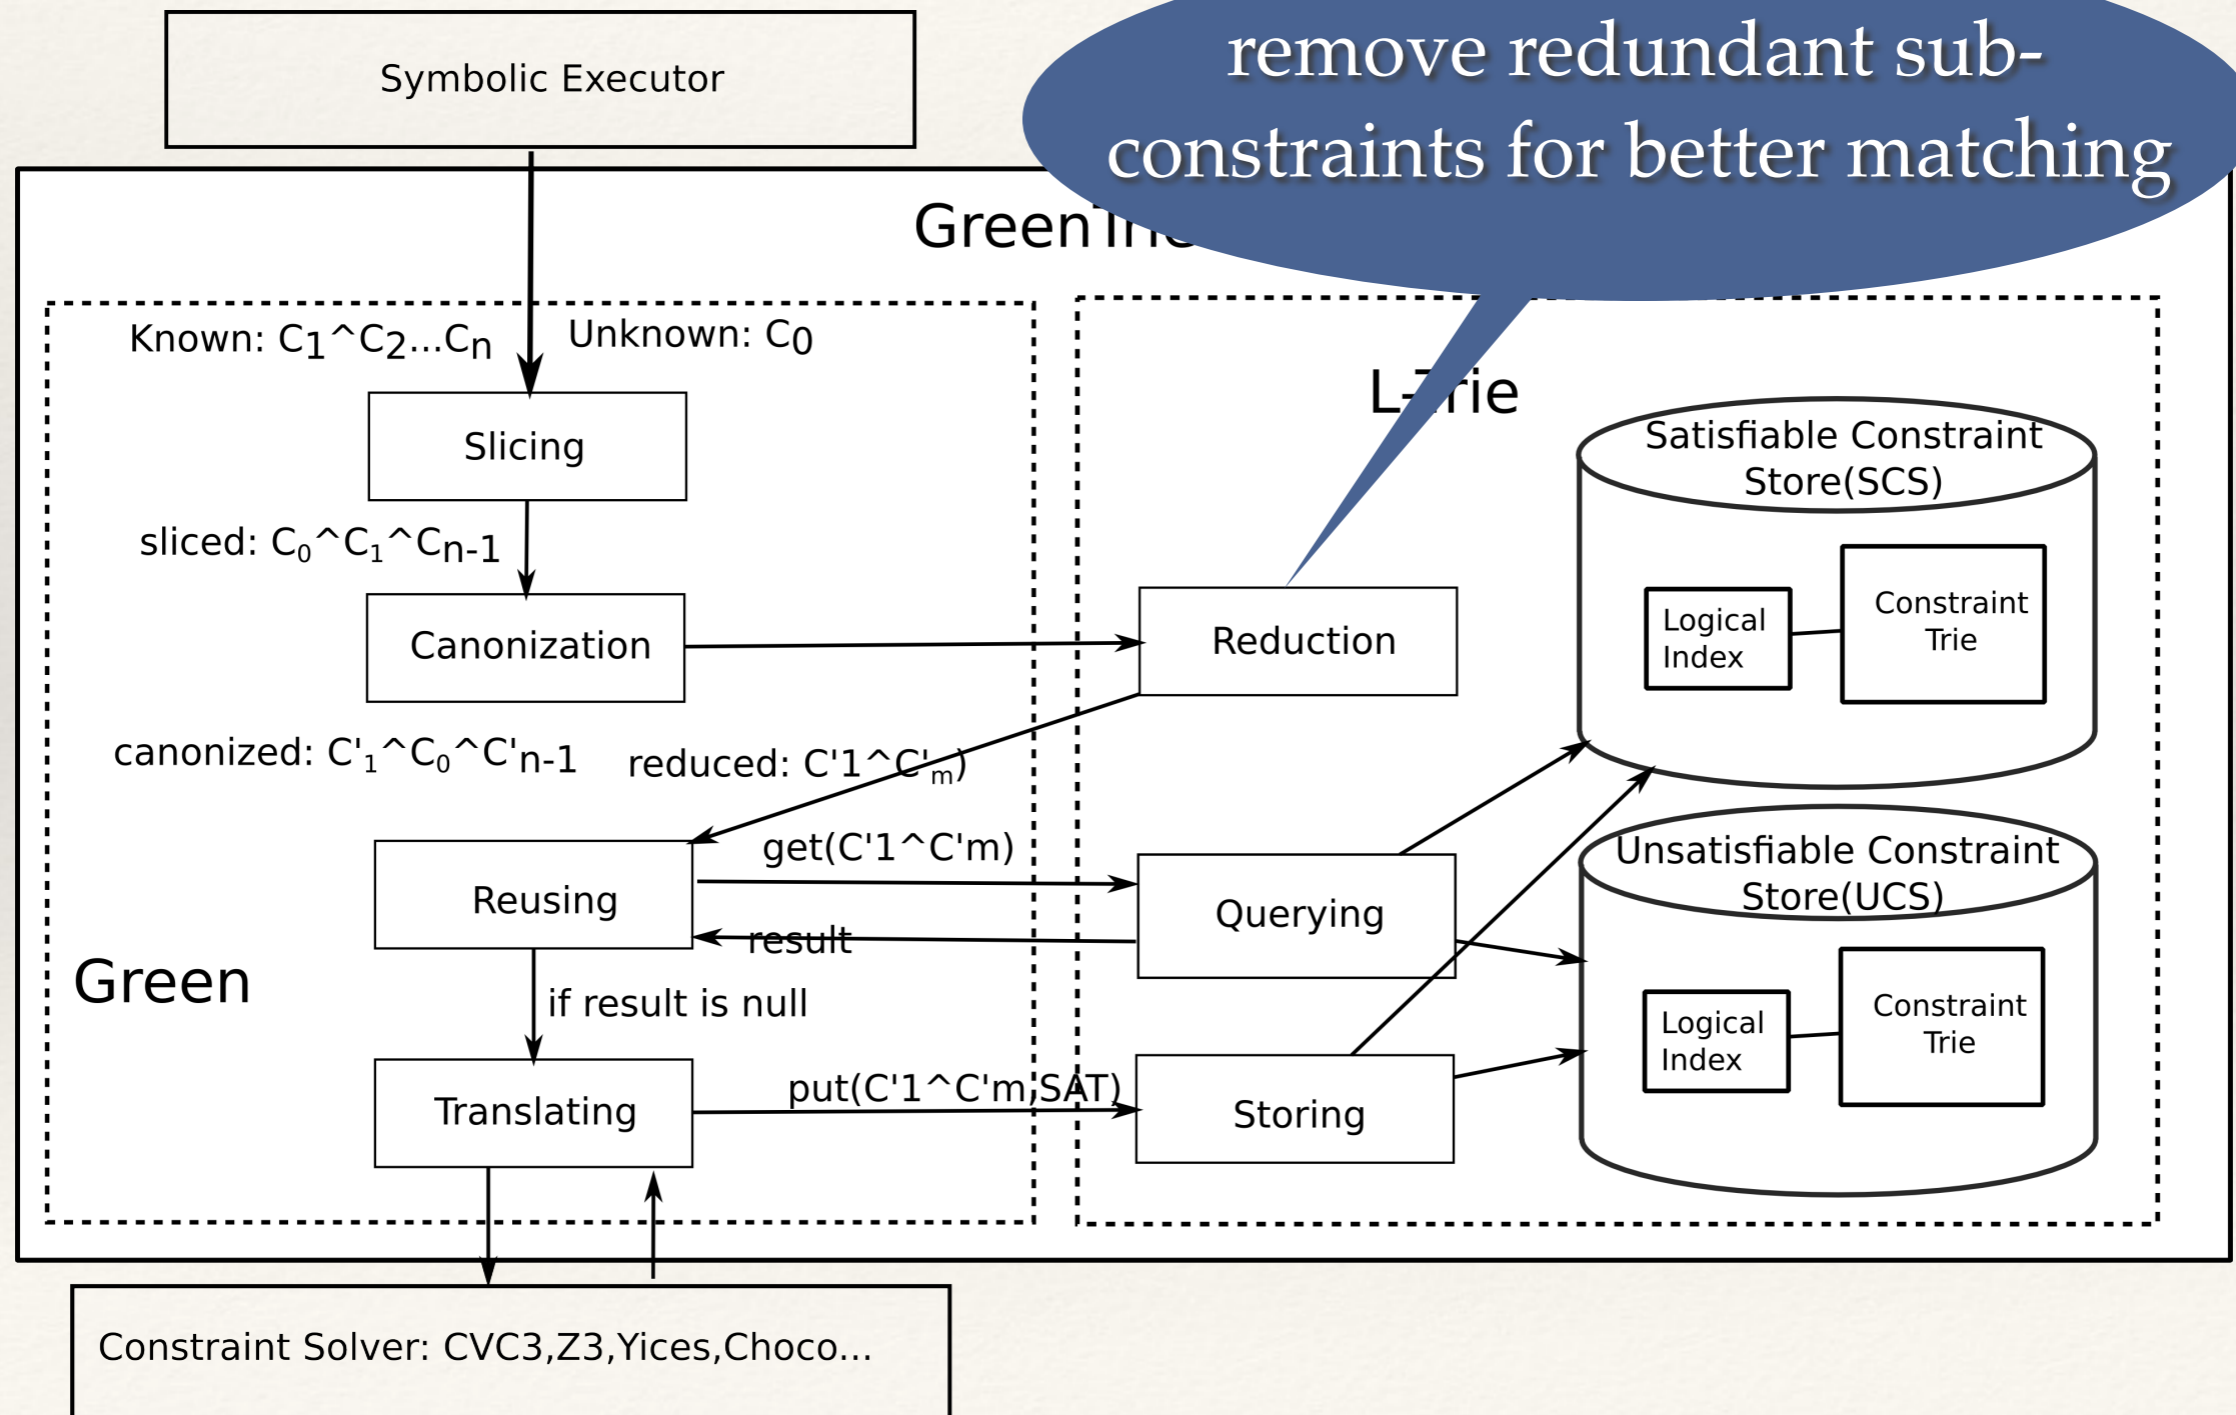 Symbolic Executor
remove redundant sub-
constraints for better matching
GreenTrie
Known: C1^C2...Cn
Unknown: C0
L-Trie
Slicing
Satisfiable Constraint
Store(SCS)
sliced: C0^C1^Cn-1
Canonization
Reduction
Logical
Index
Constraint
Trie
canonized: C'1^C0^C'n-1
reduced: C'1^C'm)
get(C'1^C'm)
Reusing
Querying
result
Unsatisfiable Constraint
Store(UCS)
Green
if result is null
Logical
Index
Constraint
Trie
put(C'1^C'm,SAT)
Translating
Storing
Constraint Solver: CVC3,Z3,Yices,Choco...